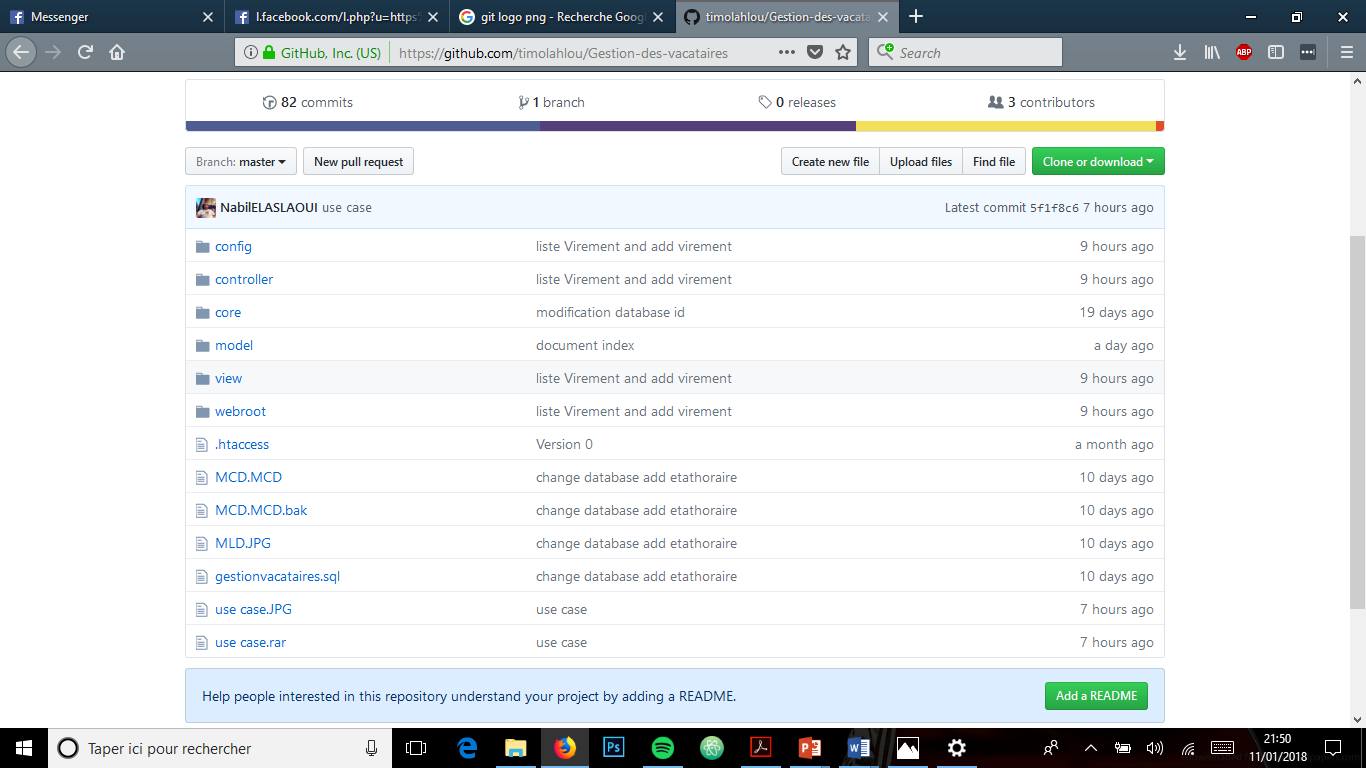 Messenger
l.facebook.com/l.php?u=https%
git logo png - Recherche Goog
timolahlou/Gestion-des-vacata
GitHub, Inc. (US) https://github.com/timolahlou/Gestion-des-vacataires Search ABP
82 commits 1 branch 0 releases 3 contributors
Branch: master New pull request Create new file Upload files Find file Clone or download
NabilELASLAOUI use case Latest commit 5f1f8c6 7 hours ago
config liste Virement and add virement 9 hours ago
controller liste Virement and add virement 9 hours ago
core modification database id 19 days ago
model document index a day ago
view liste Virement and add virement 9 hours ago
webroot liste Virement and add virement 9 hours ago
.htaccess Version 0 a month ago
MCD.MCD change database add etathoraire 10 days ago
MCD.MCD.bak change database add etathoraire 10 days ago
MLD.JPG change database add etathoraire 10 days ago
gestionvacataires.sql change database add etathoraire 10 days ago
use case.JPG use case 7 hours ago
use case.rar use case 7 hours ago
Help people interested in this repository understand your project by adding a README. Add a README
Taper ici pour rechercher
21:50
11/01/2018